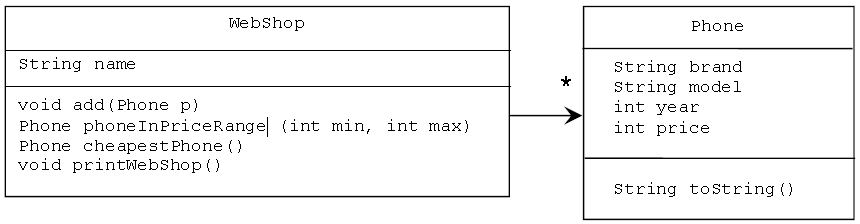 WebShop
String name
void add(Phone p)
Phone phoneInPriceRange (int min, int max)
Phone cheapestPhone()
void printWebShop()
*
Phone
String brand
String model
int year
int price
String toString()